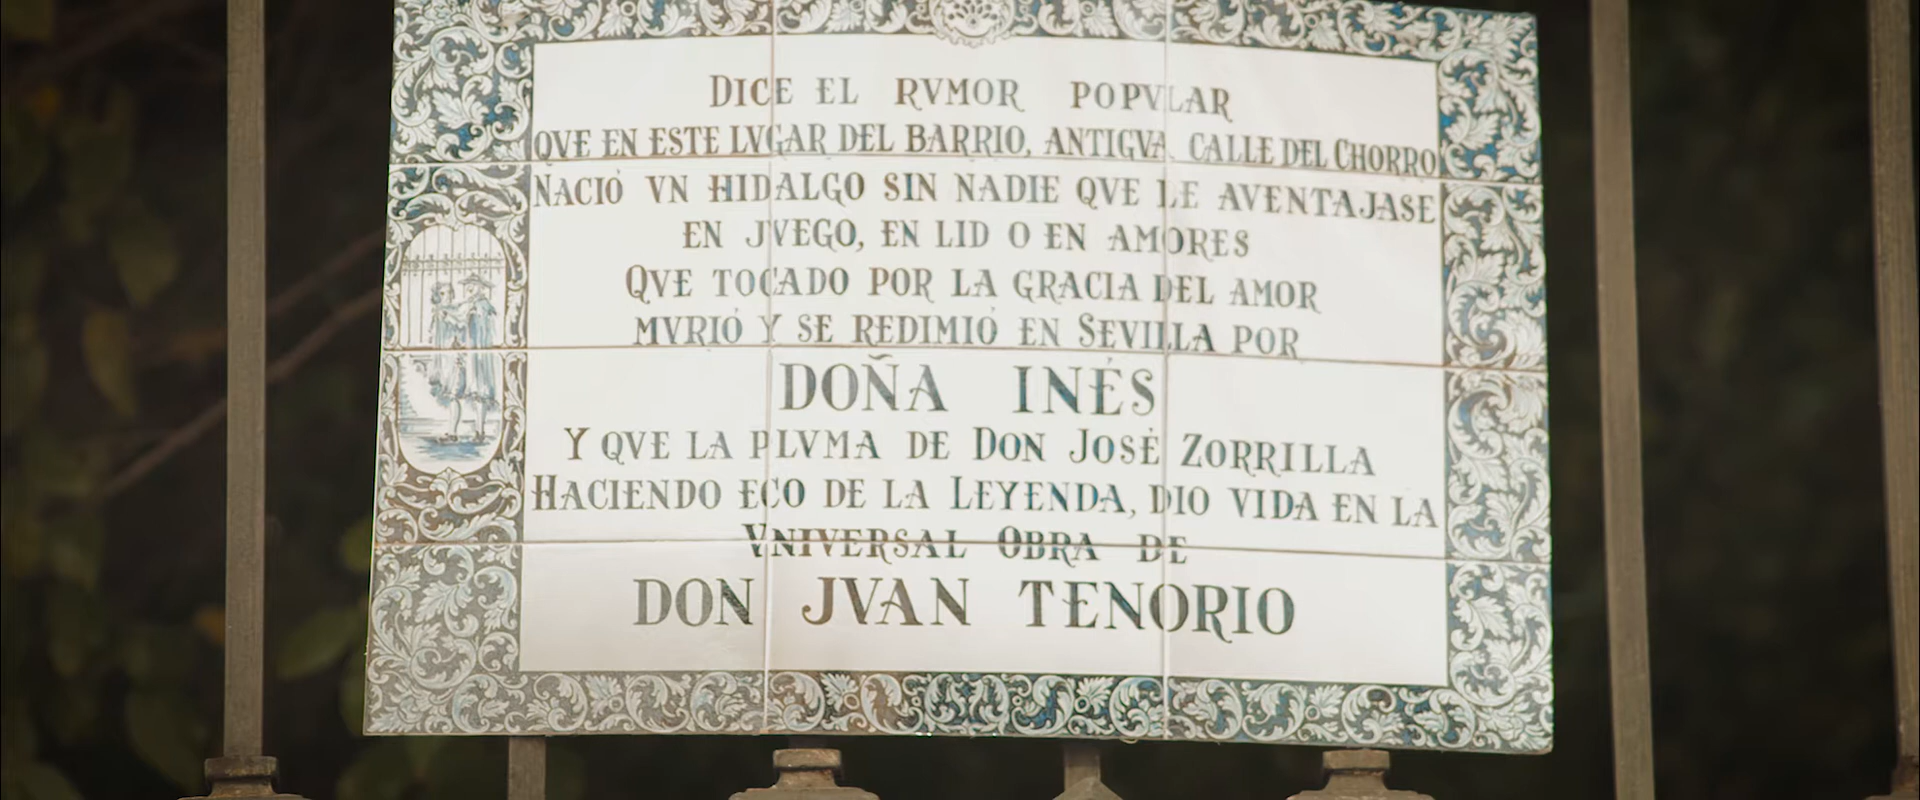 DICE EL RVMOR POPVLAR
QVE EN ESTE LVGAR DEL BARRIO, ANTIGVA CALLE DEL CHORRO
NACIÓ VN HIDALGO SIN NADIE QVE LE AVENTAJASE
EN JVEGO, EN LID O EN AMORES
QVE TOCADO POR LA GRACIA DEL AMOR
MVRIÓ Y SE REDIMIÓ EN SEVILLA POR
DOÑA INÉS
Y QVE LA PLVMA DE DON JOSÉ ZORRILLA
HACIENDO ECO DE LA LEYENDA, DIO VIDA EN LA
VNIVERSAL OBRA DE
DON JVAN TENORIO